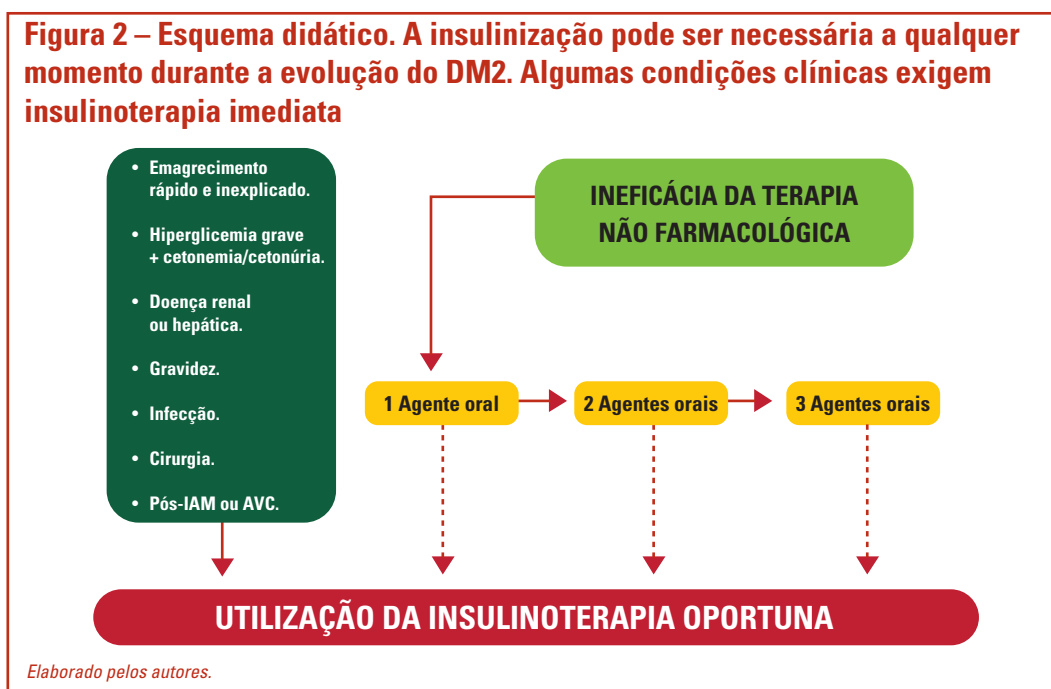 Figura 2 – Esquema didático. A insulinização pode ser necessária a qualquer
momento durante a evolução do DM2. Algumas condições clínicas exigem
insulinoterapia imediata
• Emagrecimento
rápido e inexplicado.
• Hiperglicemia grave
+ cetonemia/cetonúria.
• Doença renal
ou hepática.
• Gravidez.
• Infecção.
• Cirurgia.
• Pós-IAM ou AVC.
INEFICÁCIA DA TERAPIA
NÃO FARMACOLÓGICA
1 Agente oral
2 Agentes orais
3 Agentes orais
UTILIZAÇÃO DA INSULINOTERAPIA OPORTUNA
Elaborado pelos autores.